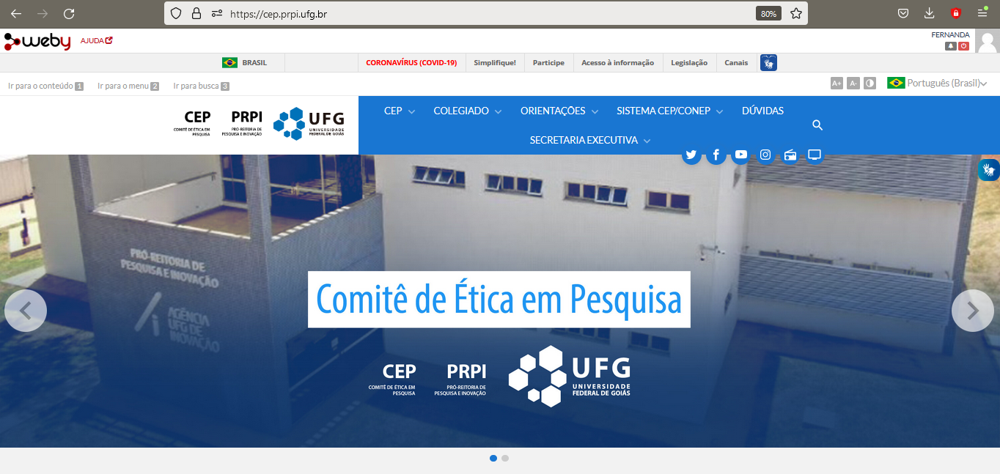 https://cep.prpi.ufg.br
80%
weby
AJUDA
FERNANDA
BRASIL
CORONAVÍRUS (COVID-19)
Simplifique!
Participe
Acesso à informação
Legislação
Canais
Ir para o conteúdo 1
Ir para o menu 2
Ir para busca 3
A+
A-
Português (Brasil)
CEP
COMITÊ DE ÉTICA EM
PESQUISA
PRPI
PRÓ-REITORIA DE
PESQUISA E INOVAÇÃO
UFG
UNIVERSIDADE
FEDERAL DE GOIÁS
CEP
COLEGIADO
ORIENTAÇÕES
SISTEMA CEP/CONEP
DÚVIDAS
SECRETARIA EXECUTIVA
PRÓ-REITORIA DE
PESQUISA E INOVAÇÃO
AGÊNCIA
UFG DE
INOVAÇÃO
Comitê de Ética em Pesquisa
CEP
COMITÊ DE ÉTICA EM
PESQUISA
PRPI
PRÓ-REITORIA DE
PESQUISA E INOVAÇÃO
UFG
UNIVERSIDADE
FEDERAL DE GOIÁS